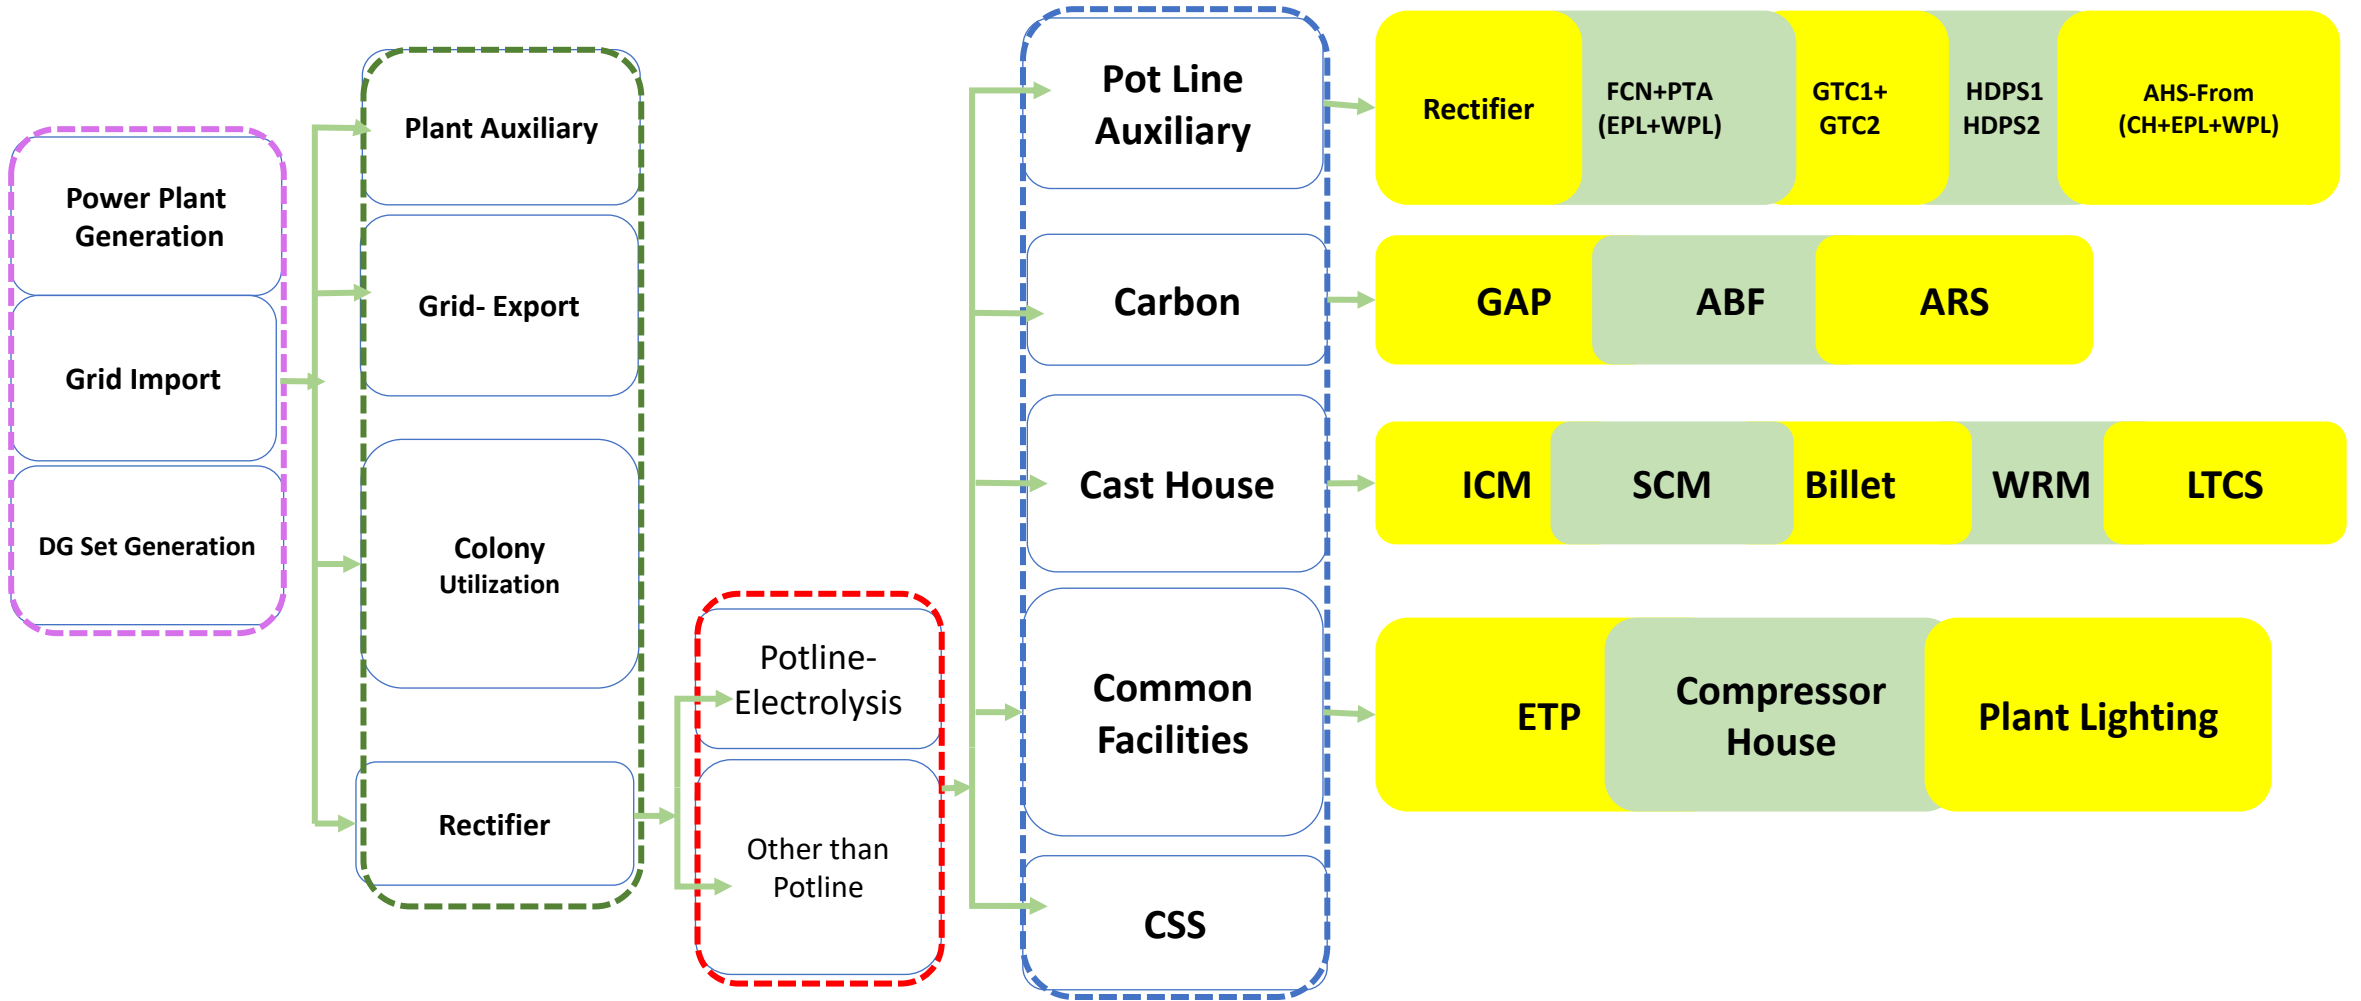 Power Plant
Generation
Grid Import
DG Set Generation
Plant Auxiliary
Grid- Export
Colony
Utilization
Rectifier
Potline-
Electrolysis
Other than
Potline
Pot Line
Auxiliary
Carbon
Cast House
Common
Facilities
CSS
Rectifier
FCN+PTA
(EPL+WPL)
GTC1+
GTC2
HDPS1
HDPS2
AHS-From
(CH+EPL+WPL)
GAP
ABF
ARS
ICM
SCM
Billet
WRM
LTCS
ETP
Compressor
House
Plant Lighting